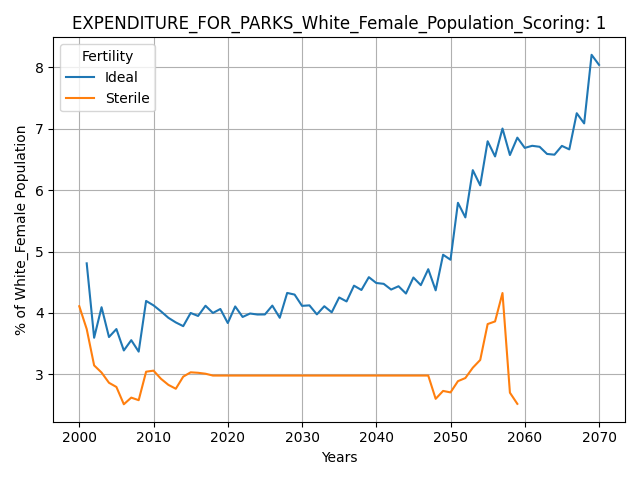 EXPENDITURE_FOR_PARKS_White_Female_Population_Scoring: 1
Fertility
Ideal
Sterile
% of White_Female Population
8
7
6
5
4
3
2000 2010 2020 2030 2040 2050 2060 2070
Years